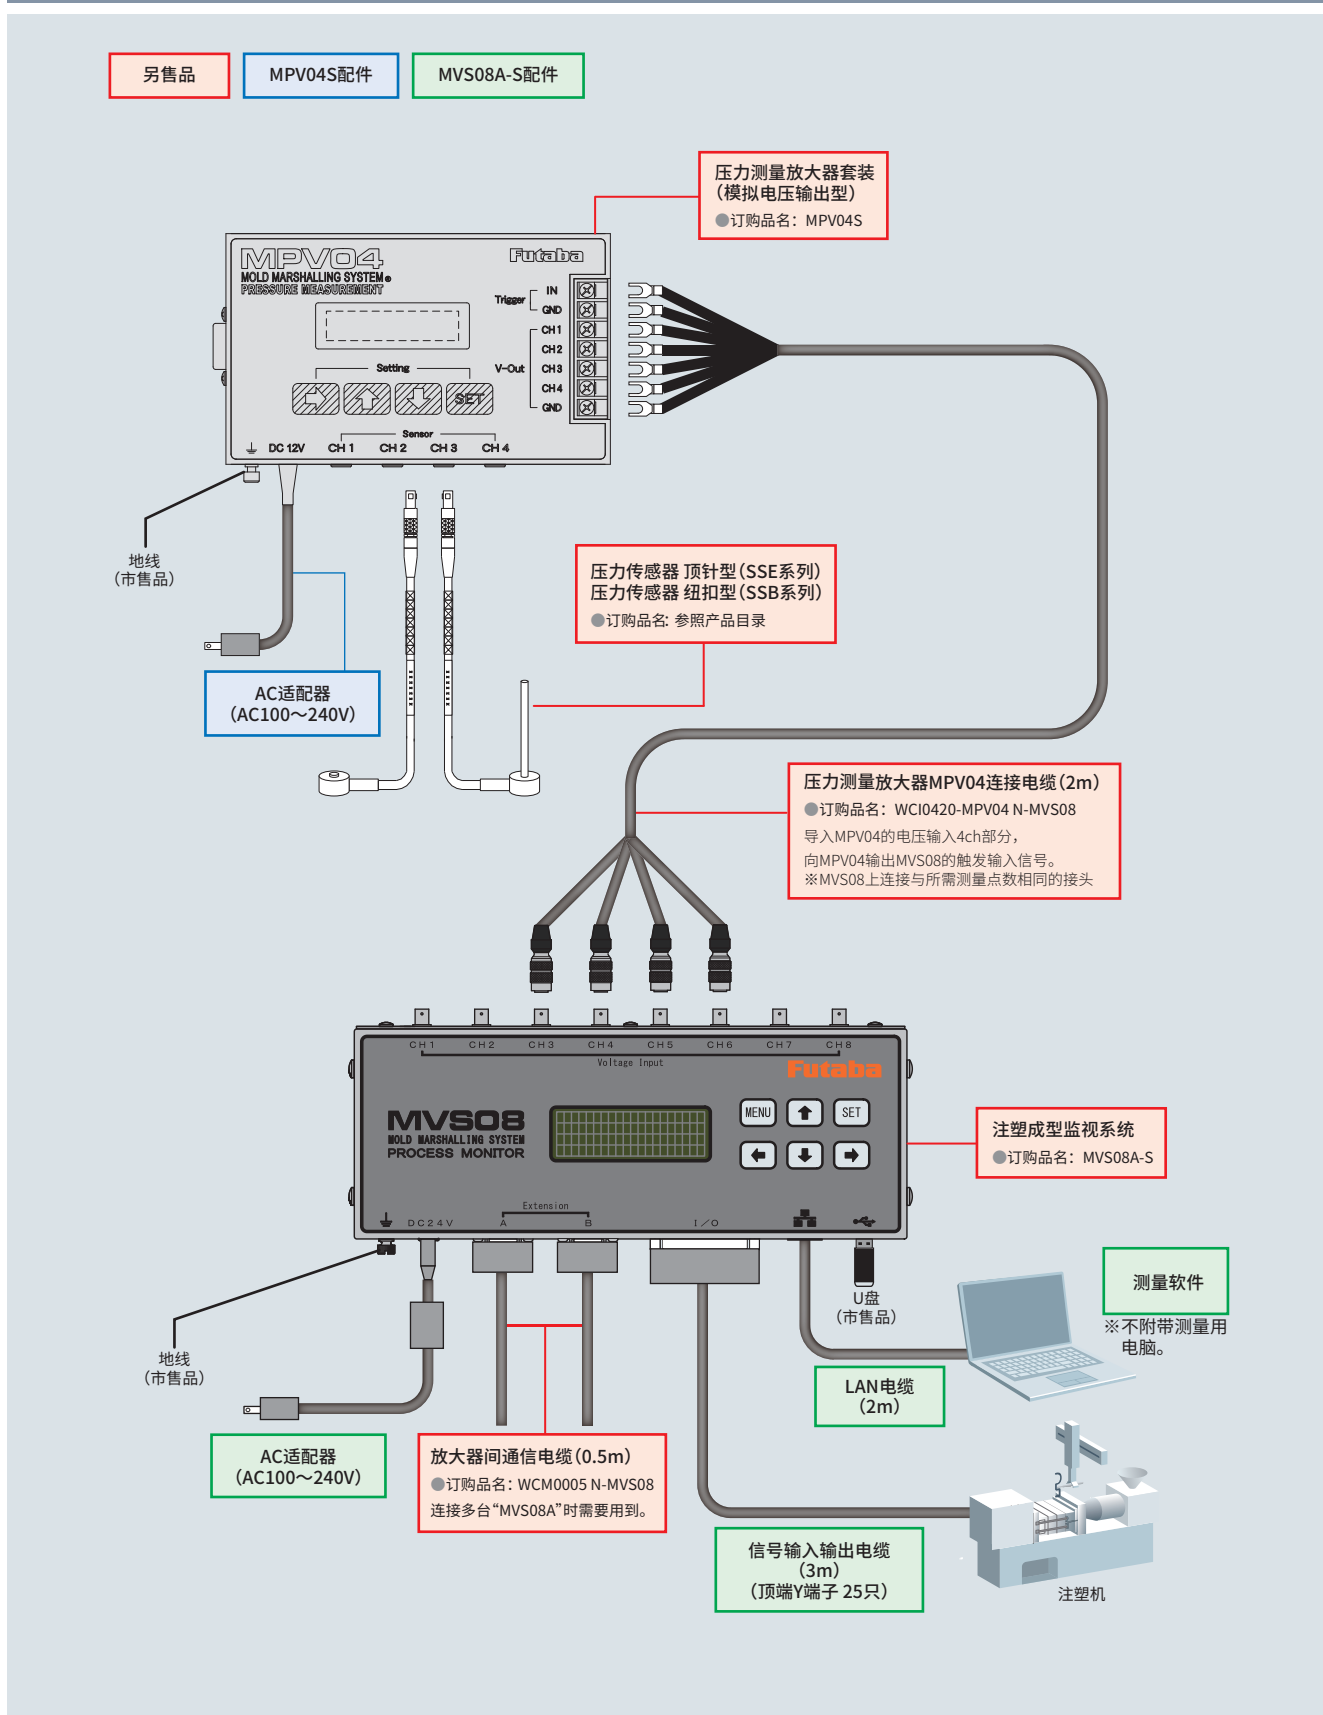 另售品
MPV04S配件
MVS08A-S配件
压力测量放大器套装
（模拟电压输出型）
●订购品名：MPV04S
MPV04
MOLD MARSHALLING SYSTEM®
PRESSURE MEASUREMENT
Futaba
Trigger
IN
GND
V-Out
CH 1
CH 2
CH 3
CH 4
GND
Setting
SET
Sensor
DC 12V
CH 1
CH 2
CH 3
CH 4
地线
（市售品）
压力传感器 顶针型（SSE系列）
压力传感器 纽扣型（SSB系列）
●订购品名：参照产品目录
AC适配器
（AC100～240V）
压力测量放大器MPV04连接电缆（2m）
●订购品名：WCI0420-MPV04 N-MVS08
导入MPV04的电压输入4ch部分，
向MPV04输出MVS08的触发输入信号。
※MVS08上连接与所需测量点数相同的接头
CH1
CH2
CH3
CH4
CH5
CH6
CH7
CH8
Voltage Input
Futaba
MVS08
MOLD MARSHALLING SYSTEM
PROCESS MONITOR
MENU
SET
注塑成型监视系统
●订购品名：MVS08A-S
DC24V
Extension
A
B
I/O
U盘
（市售品）
测量软件
※不附带测量用
电脑。
地线
（市售品）
LAN电缆
（2m）
AC适配器
（AC100～240V）
放大器间通信电缆（0.5m）
●订购品名：WCM0005 N-MVS08
连接多台“MVS08A”时需要用到。
信号输入输出电缆
（3m）
（顶端Y端子 25只）
注塑机